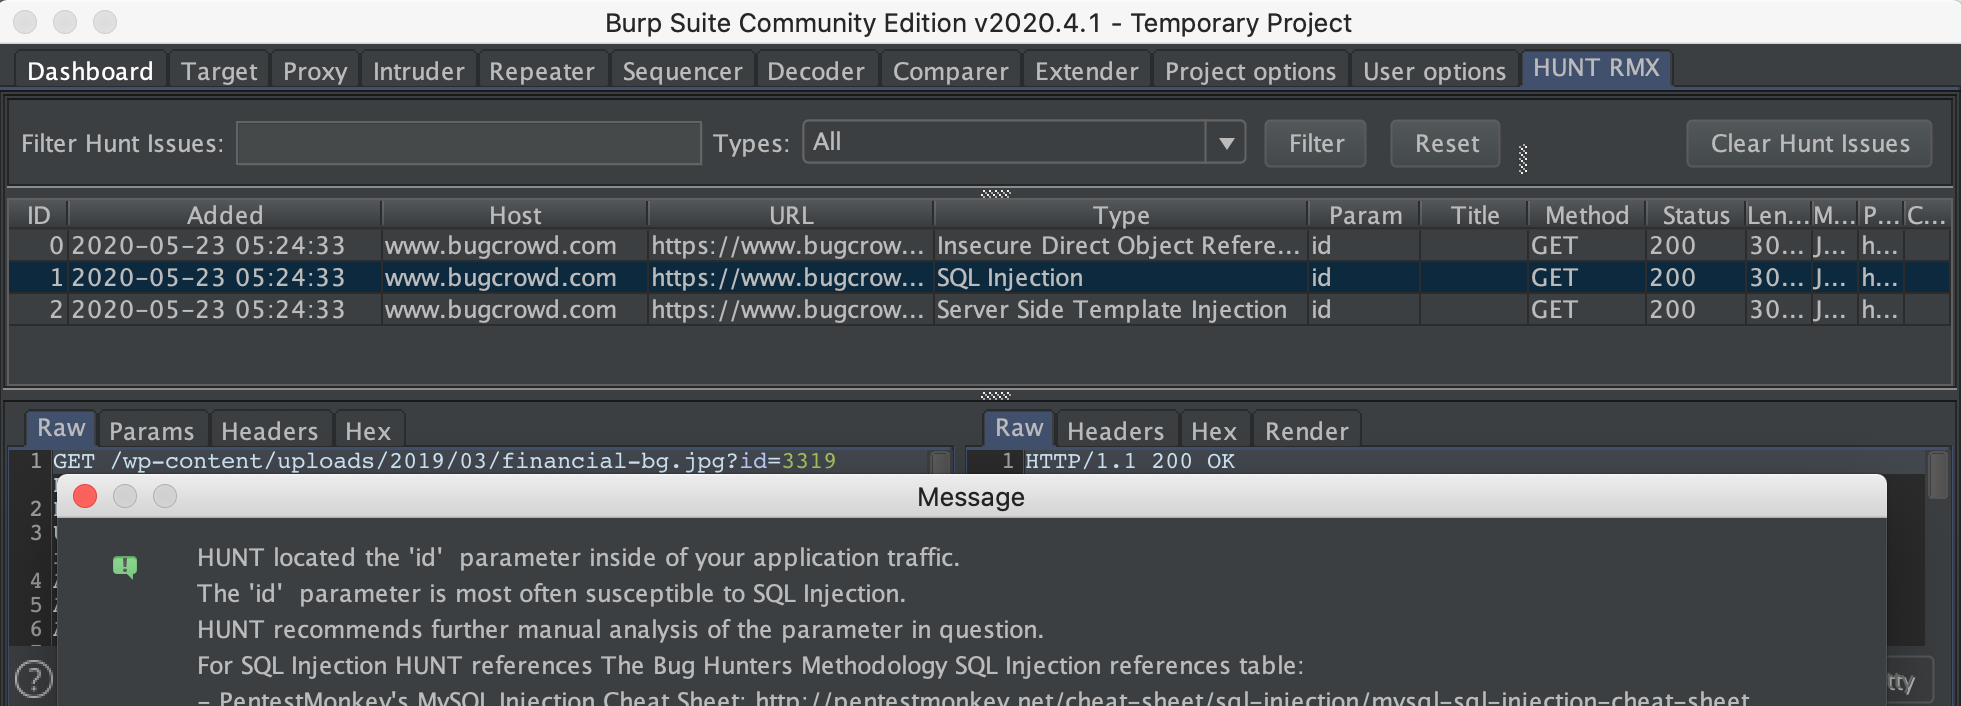 Burp Suite Community Edition v2020.4.1 - Temporary Project
Dashboard Target Proxy Intruder Repeater Sequencer Decoder Comparer Extender Project options User options HUNT RMX
Filter Hunt Issues: Types: All Filter Reset Clear Hunt Issues
ID Added Host URL Type Param Title Method Status Len... M... P... C...
0 2020-05-23 05:24:33 www.bugcrowd.com https://www.bugcrow... Insecure Direct Object Refere... id GET 200 30... J... h...
1 2020-05-23 05:24:33 www.bugcrowd.com https://www.bugcrow... SQL Injection id GET 200 30... J... h...
2 2020-05-23 05:24:33 www.bugcrowd.com https://www.bugcrow... Server Side Template Injection id GET 200 30... J... h...
Raw Params Headers Hex Raw Headers Hex Render
1 GET /wp-content/uploads/2019/03/financial-bg.jpg?id=3319 1 HTTP/1.1 200 OK
Message
2
3
HUNT located the 'id' parameter inside of your application traffic.
4 The 'id' parameter is most often susceptible to SQL Injection.
5
6 HUNT recommends further manual analysis of the parameter in question.
For SQL Injection HUNT references The Bug Hunters Methodology SQL Injection references table:
? tty
- PentestMonkey's MySQL Injection Cheat Sheet: http://pentestmonkey.net/cheat-sheet/sql-injection/mysql-sql-injection-cheat-sheet